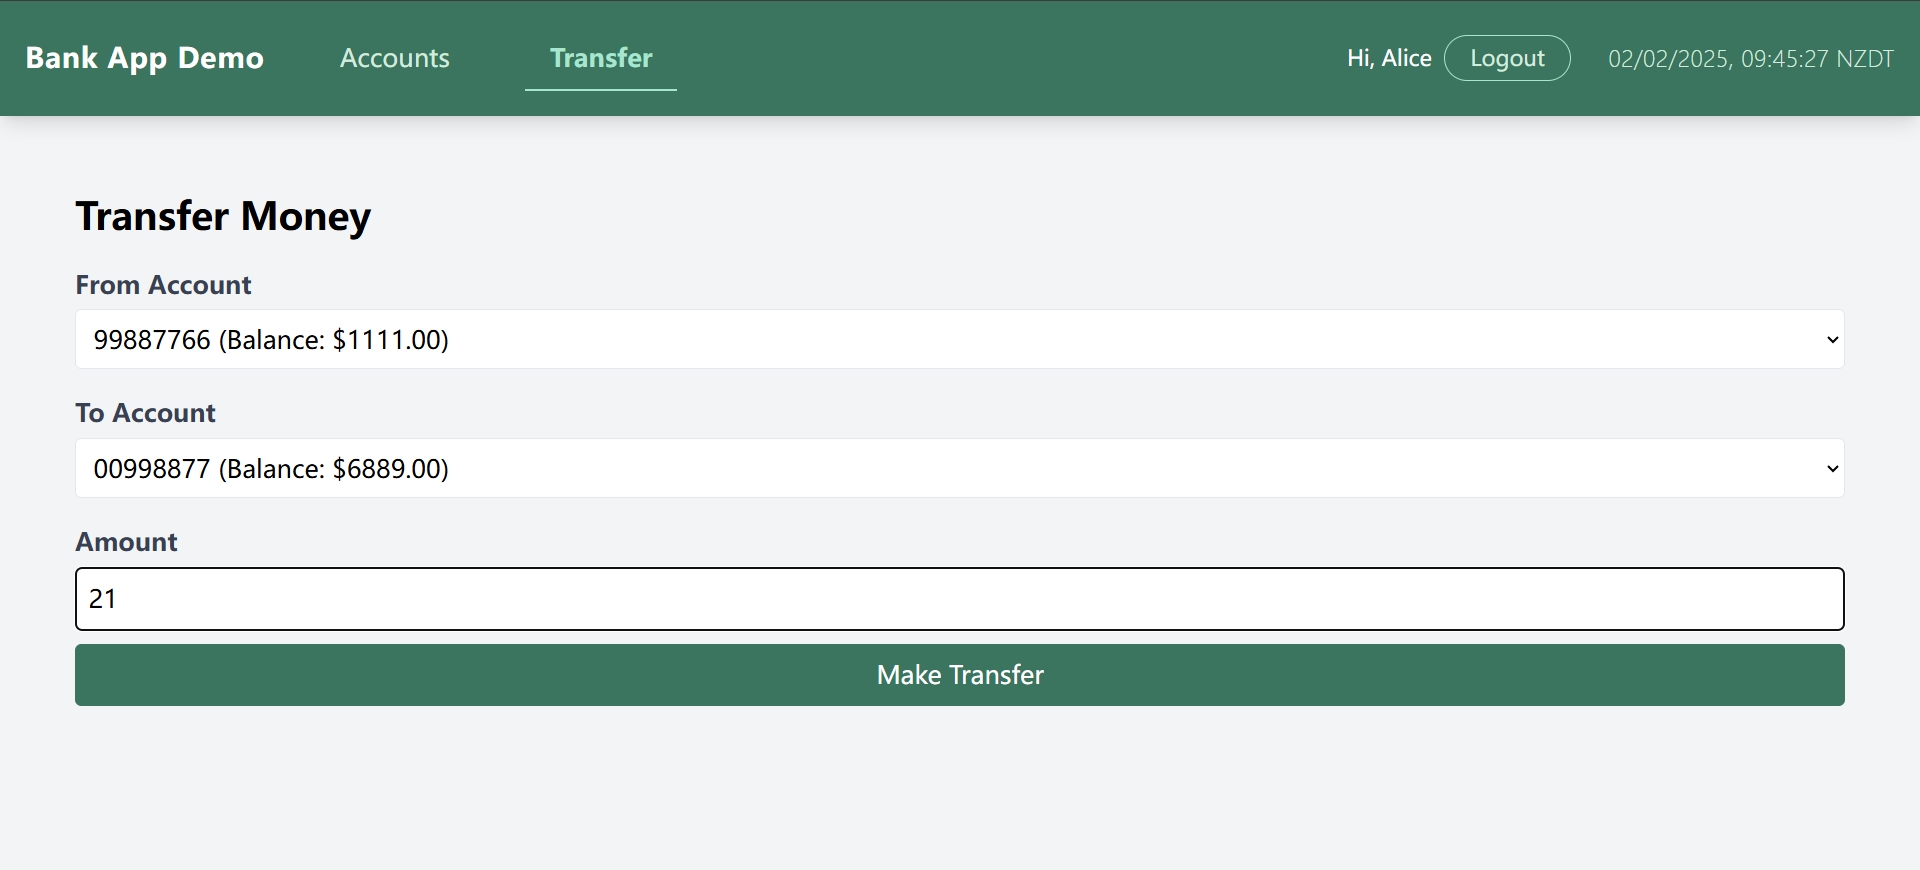 Bank App Demo Accounts Transfer Hi, Alice Logout 02/02/2025, 09:45:27 NZDT
Transfer Money
From Account
99887766 (Balance: $1111.00)
To Account
00998877 (Balance: $6889.00)
Amount
21
Make Transfer